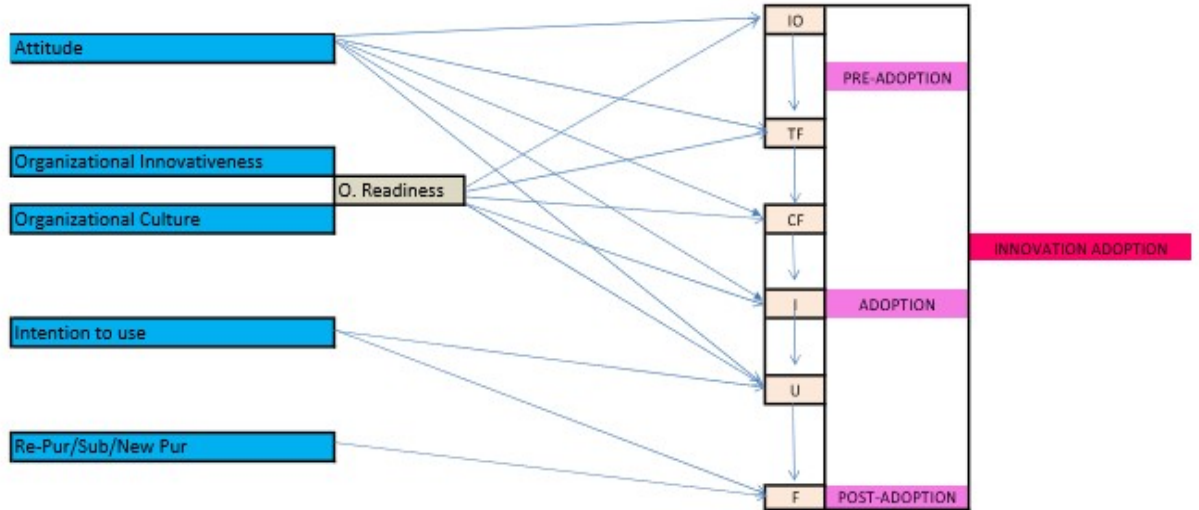 IO
Attitude
PRE-ADOPTION
TF
Organizational Innovativeness
O. Readiness
Organizational Culture
CF
INNOVATION ADOPTION
I
ADOPTION
Intention to use
U
Re-Pur/Sub/New Pur
F
POST-ADOPTION